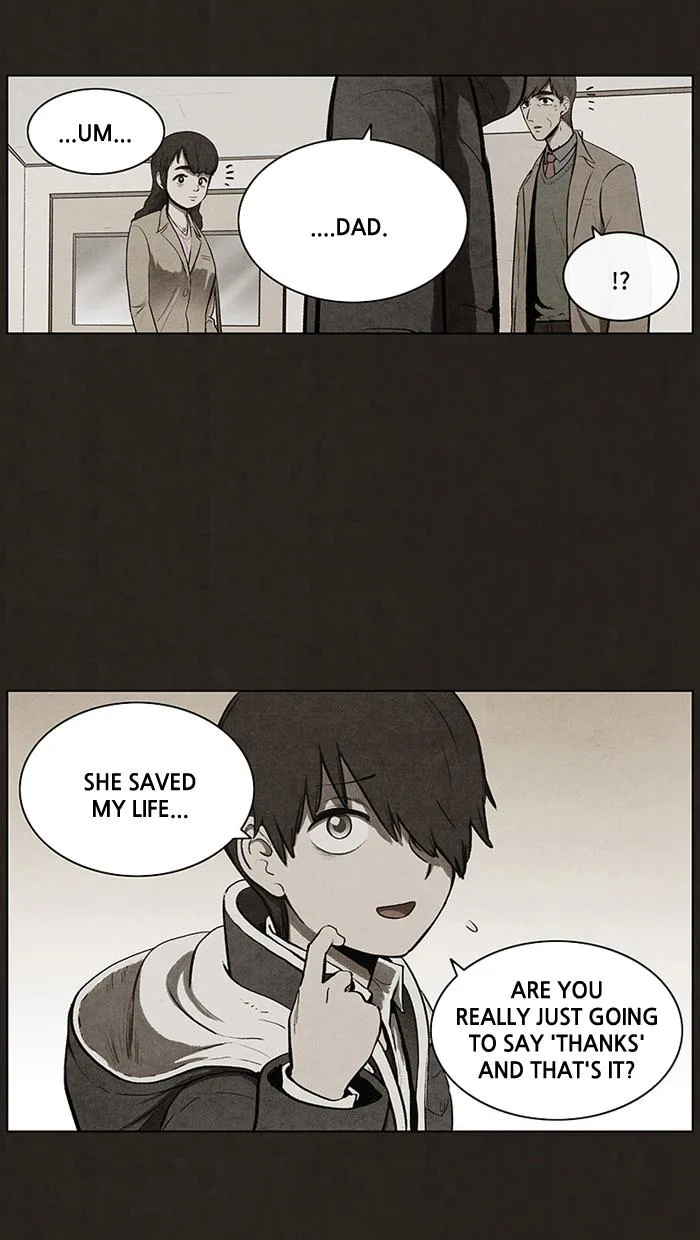 ...UM...
....DAD.
!?
SHE SAVED
MY LIFE...
ARE YOU
REALLY JUST GOING
TO SAY 'THANKS'
AND THAT'S IT?